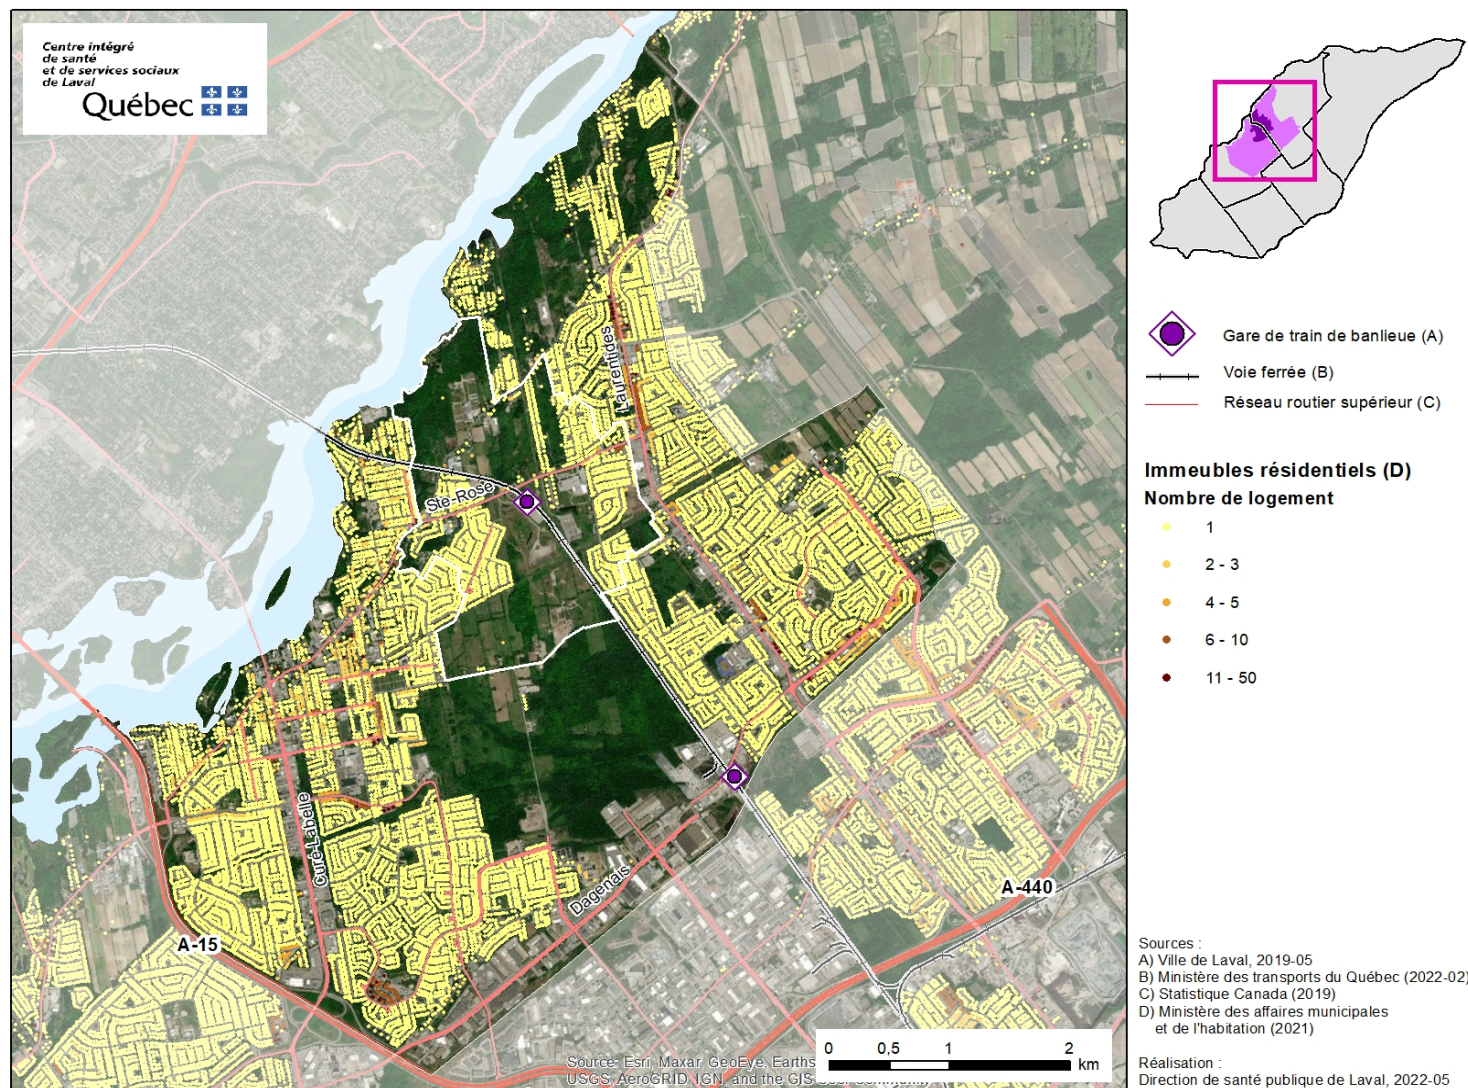 Centre intégré
de santé
et de services sociaux
de Laval
Québec
Laurentides
Ste-Rose
Curé-Labelle
Dagenais
A-15
A-440
Source: Esri, Maxar, GeoEye, Earths
USGS, AeroGRID, IGN, and the GIS User Community
0 0,5 1 2 km
Gare de train de banlieue (A)
Voie ferrée (B)
Réseau routier supérieur (C)
Immeubles résidentiels (D)
Nombre de logement
1
2 - 3
4 - 5
6 - 10
11 - 50
Sources :
A) Ville de Laval, 2019-05
B) Ministère des transports du Québec (2022-02)
C) Statistique Canada (2019)
D) Ministère des affaires municipales
et de l'habitation (2021)
Réalisation :
Direction de santé publique de Laval, 2022-05